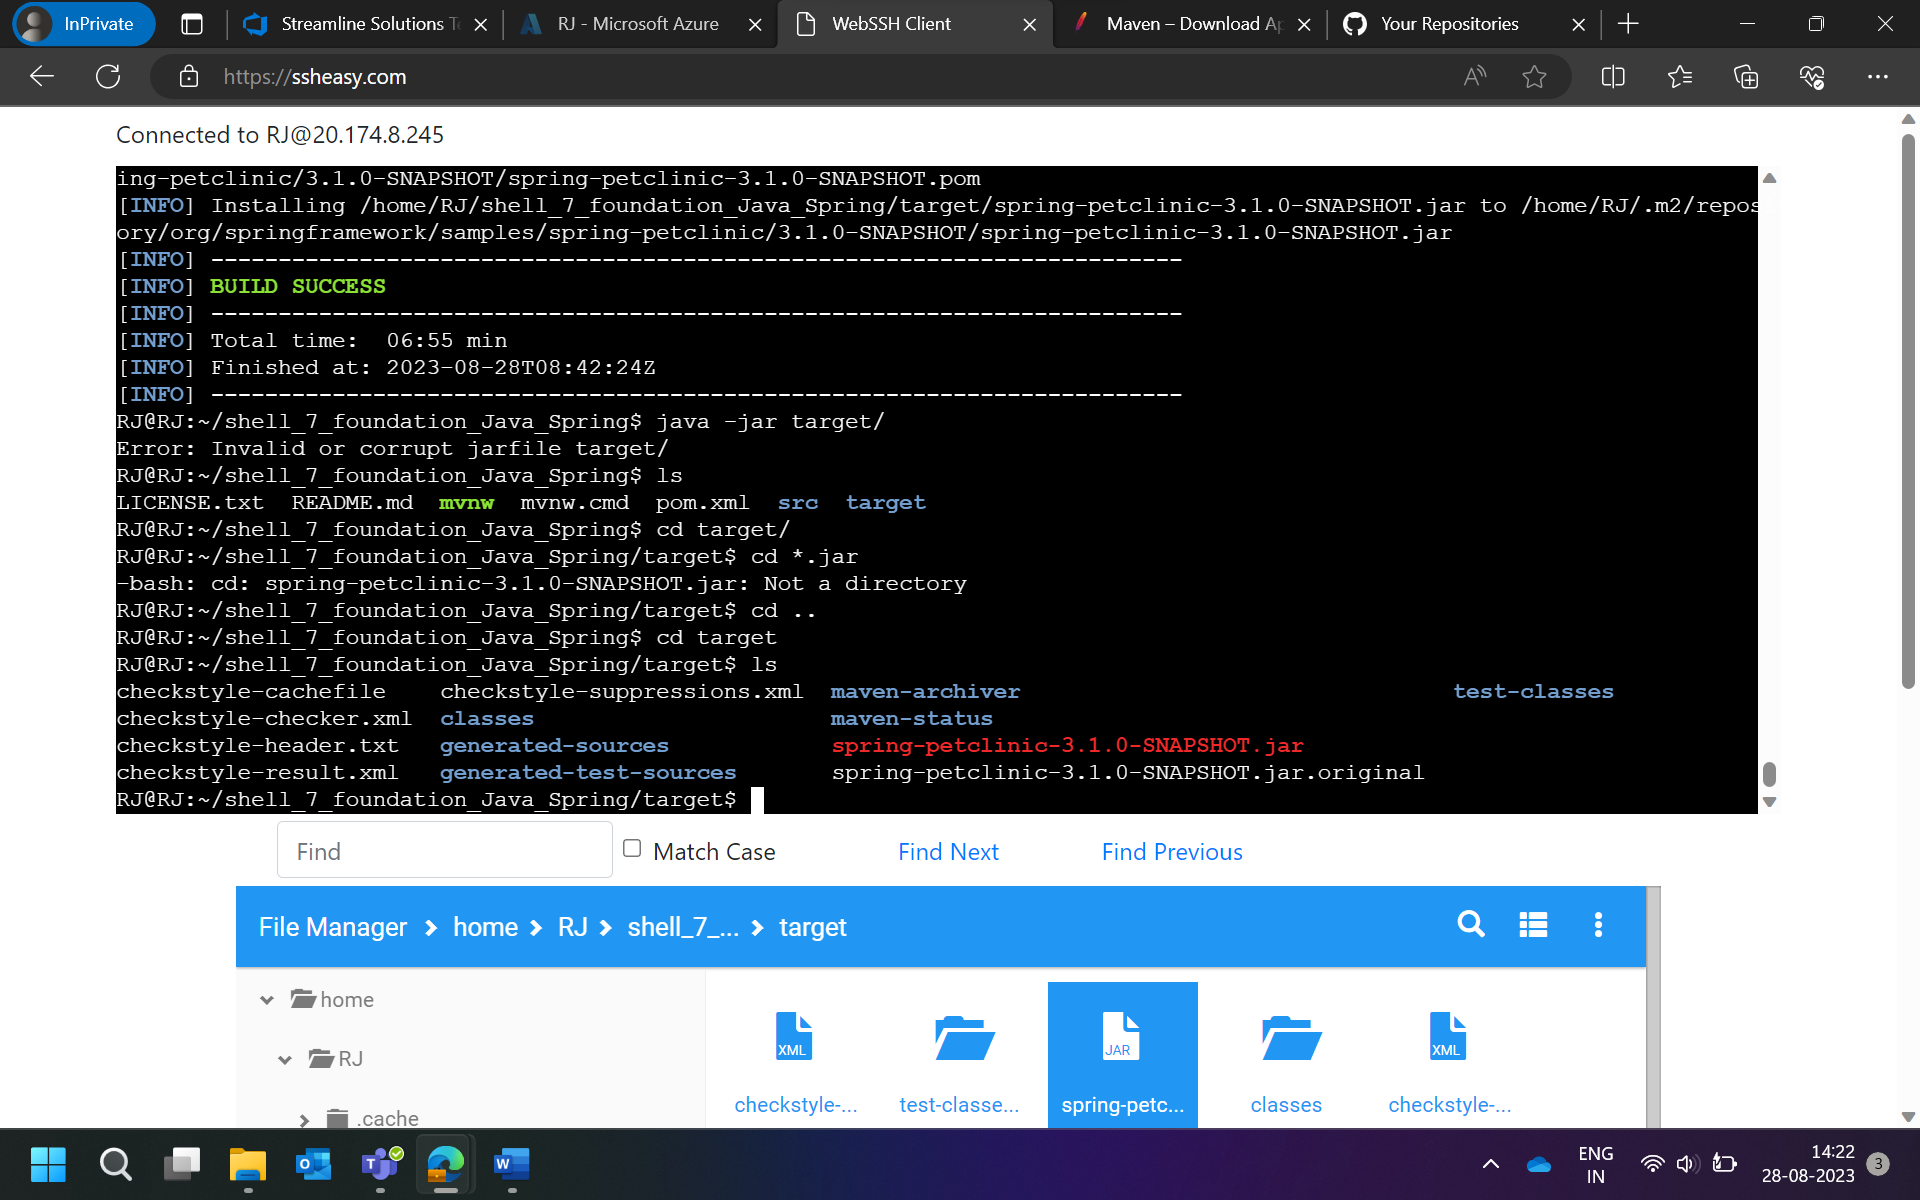 InPrivate
Streamline Solutions Te
RJ - Microsoft Azure
WebSSH Client
Maven – Download Ap
Your Repositories
https://ssheasy.com
Connected to RJ@20.174.8.245
ing-petclinic/3.1.0-SNAPSHOT/spring-petclinic-3.1.0-SNAPSHOT.pom
[INFO] Installing /home/RJ/shell_7_foundation_Java_Spring/target/spring-petclinic-3.1.0-SNAPSHOT.jar to /home/RJ/.m2/repos
ory/org/springframework/samples/spring-petclinic/3.1.0-SNAPSHOT/spring-petclinic-3.1.0-SNAPSHOT.jar
[INFO] ------------------------------------------------------------------------
[INFO] BUILD SUCCESS
[INFO] ------------------------------------------------------------------------
[INFO] Total time:  06:55 min
[INFO] Finished at: 2023-08-28T08:42:24Z
[INFO] ------------------------------------------------------------------------
RJ@RJ:~/shell_7_foundation_Java_Spring$ java -jar target/
Error: Invalid or corrupt jarfile target/
RJ@RJ:~/shell_7_foundation_Java_Spring$ ls
LICENSE.txt  README.md  mvnw  mvnw.cmd  pom.xml  src  target
RJ@RJ:~/shell_7_foundation_Java_Spring$ cd target/
RJ@RJ:~/shell_7_foundation_Java_Spring/target$ cd *.jar
-bash: cd: spring-petclinic-3.1.0-SNAPSHOT.jar: Not a directory
RJ@RJ:~/shell_7_foundation_Java_Spring/target$ cd ..
RJ@RJ:~/shell_7_foundation_Java_Spring$ cd target
RJ@RJ:~/shell_7_foundation_Java_Spring/target$ ls
checkstyle-cachefile    checkstyle-suppressions.xml  maven-archiver    test-classes
checkstyle-checker.xml  classes    maven-status
checkstyle-header.txt   generated-sources    spring-petclinic-3.1.0-SNAPSHOT.jar
checkstyle-result.xml   generated-test-sources    spring-petclinic-3.1.0-SNAPSHOT.jar.original
RJ@RJ:~/shell_7_foundation_Java_Spring/target$
Find
Match Case
Find Next
Find Previous
File Manager > home > RJ > shell_7_... > target
home
RJ
.cache
XML
JAR
XML
checkstyle-...
test-classe...
spring-petc...
classes
checkstyle-...
ENG
IN
14:22
28-08-2023
3